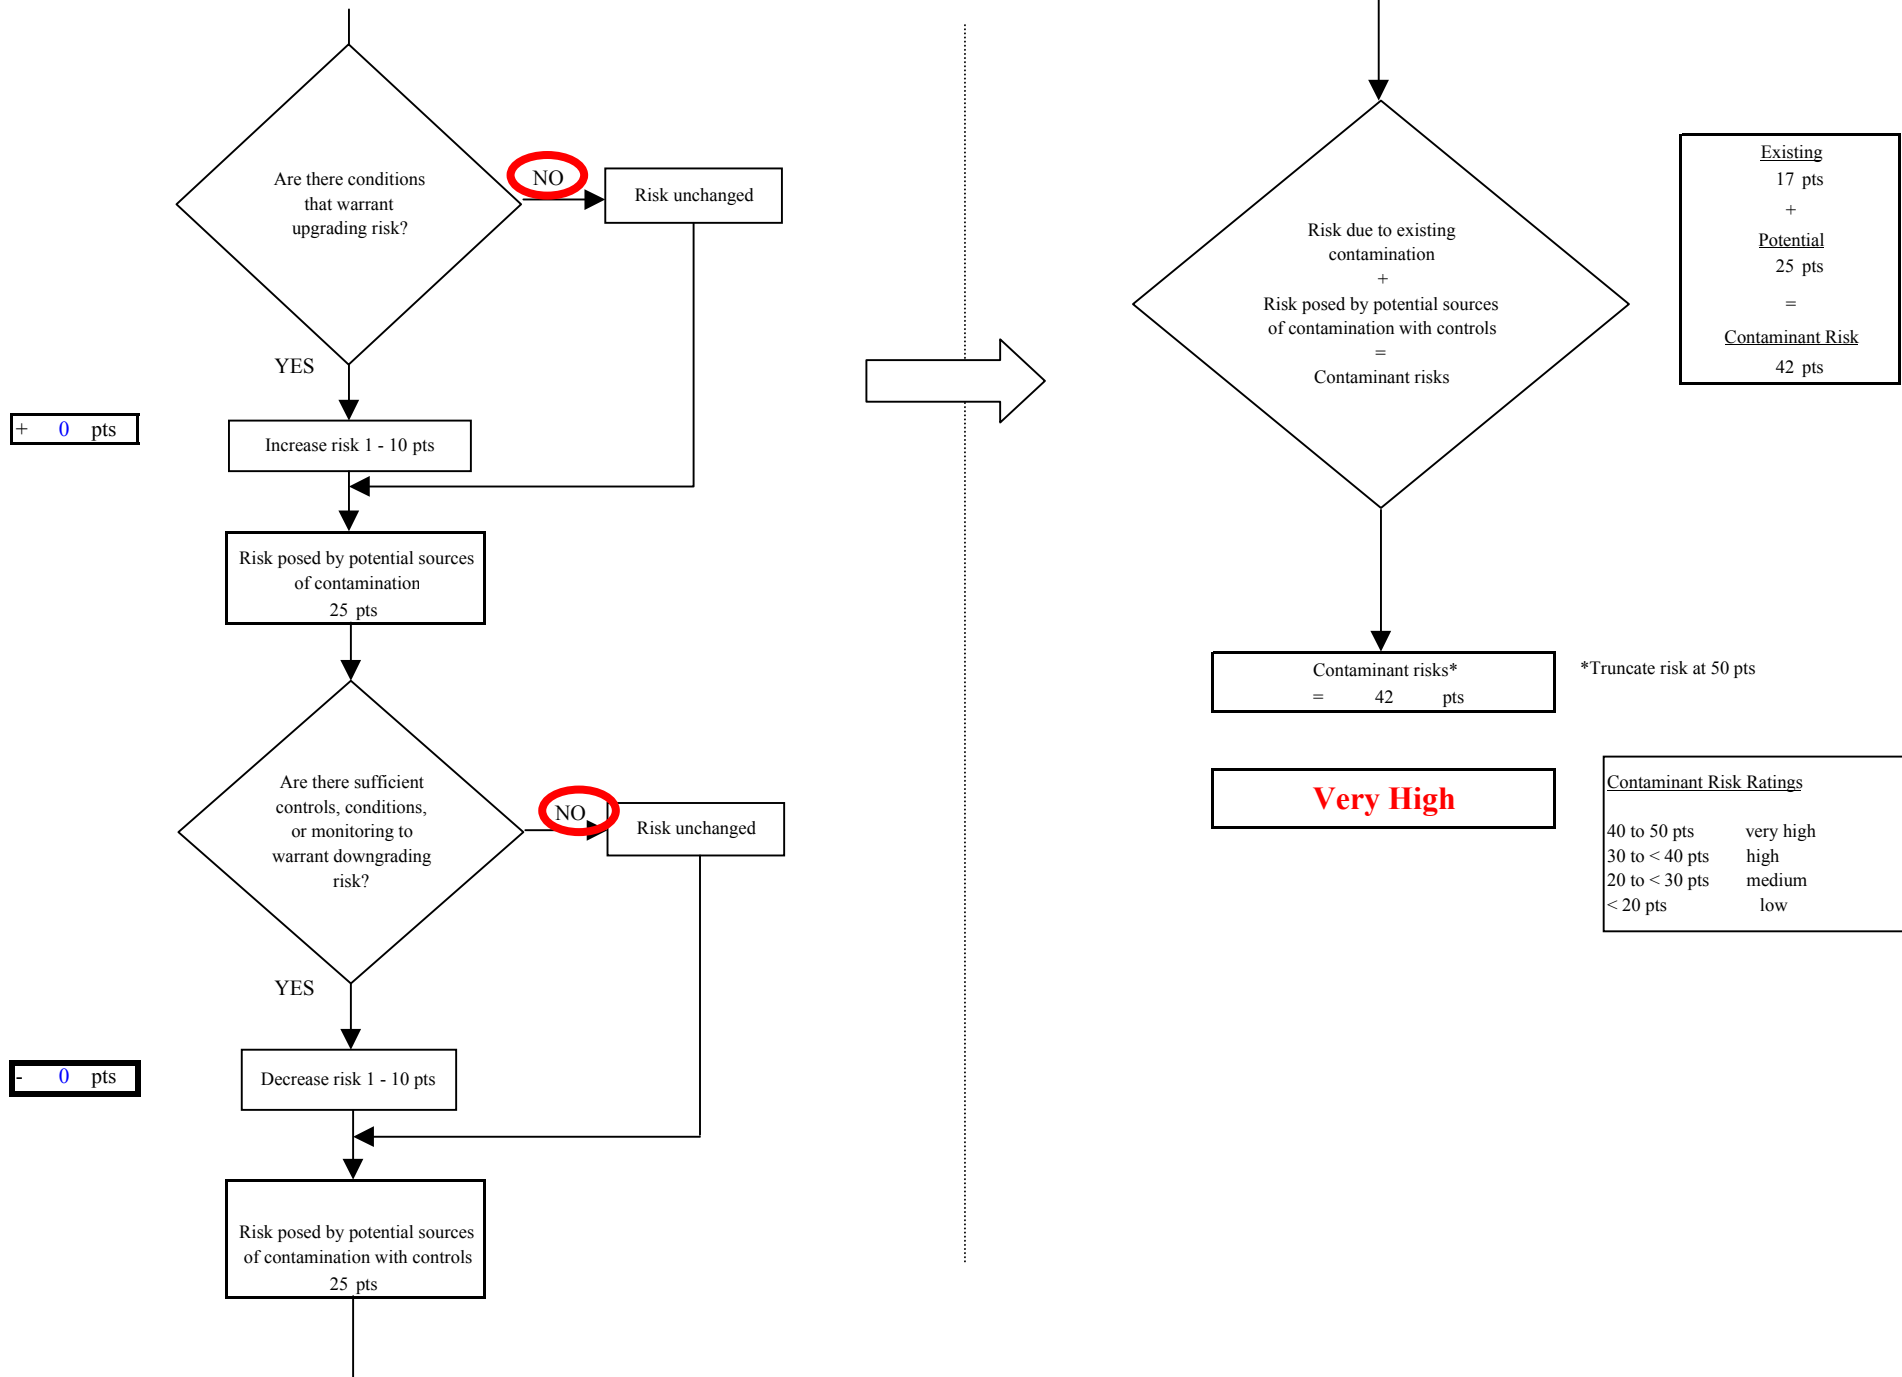 Are there conditions
that warrant
upgrading risk?
NO
Risk unchanged
YES
+ 0 pts
Increase risk 1 - 10 pts
Risk posed by potential sources
of contamination
25 pts
Are there sufficient
controls, conditions,
or monitoring to
warrant downgrading
risk?
NO
Risk unchanged
YES
- 0 pts
Decrease risk 1 - 10 pts
Risk posed by potential sources
of contamination with controls
25 pts
Risk due to existing
contamination
+
Risk posed by potential sources
of contamination with controls
=
Contaminant risks
Existing
17 pts
+
Potential
25 pts
=
Contaminant Risk
42 pts
Contaminant risks*
= 42 pts
*Truncate risk at 50 pts
Very High
Contaminant Risk Ratings
40 to 50 pts very high
30 to < 40 pts high
20 to < 30 pts medium
< 20 pts low